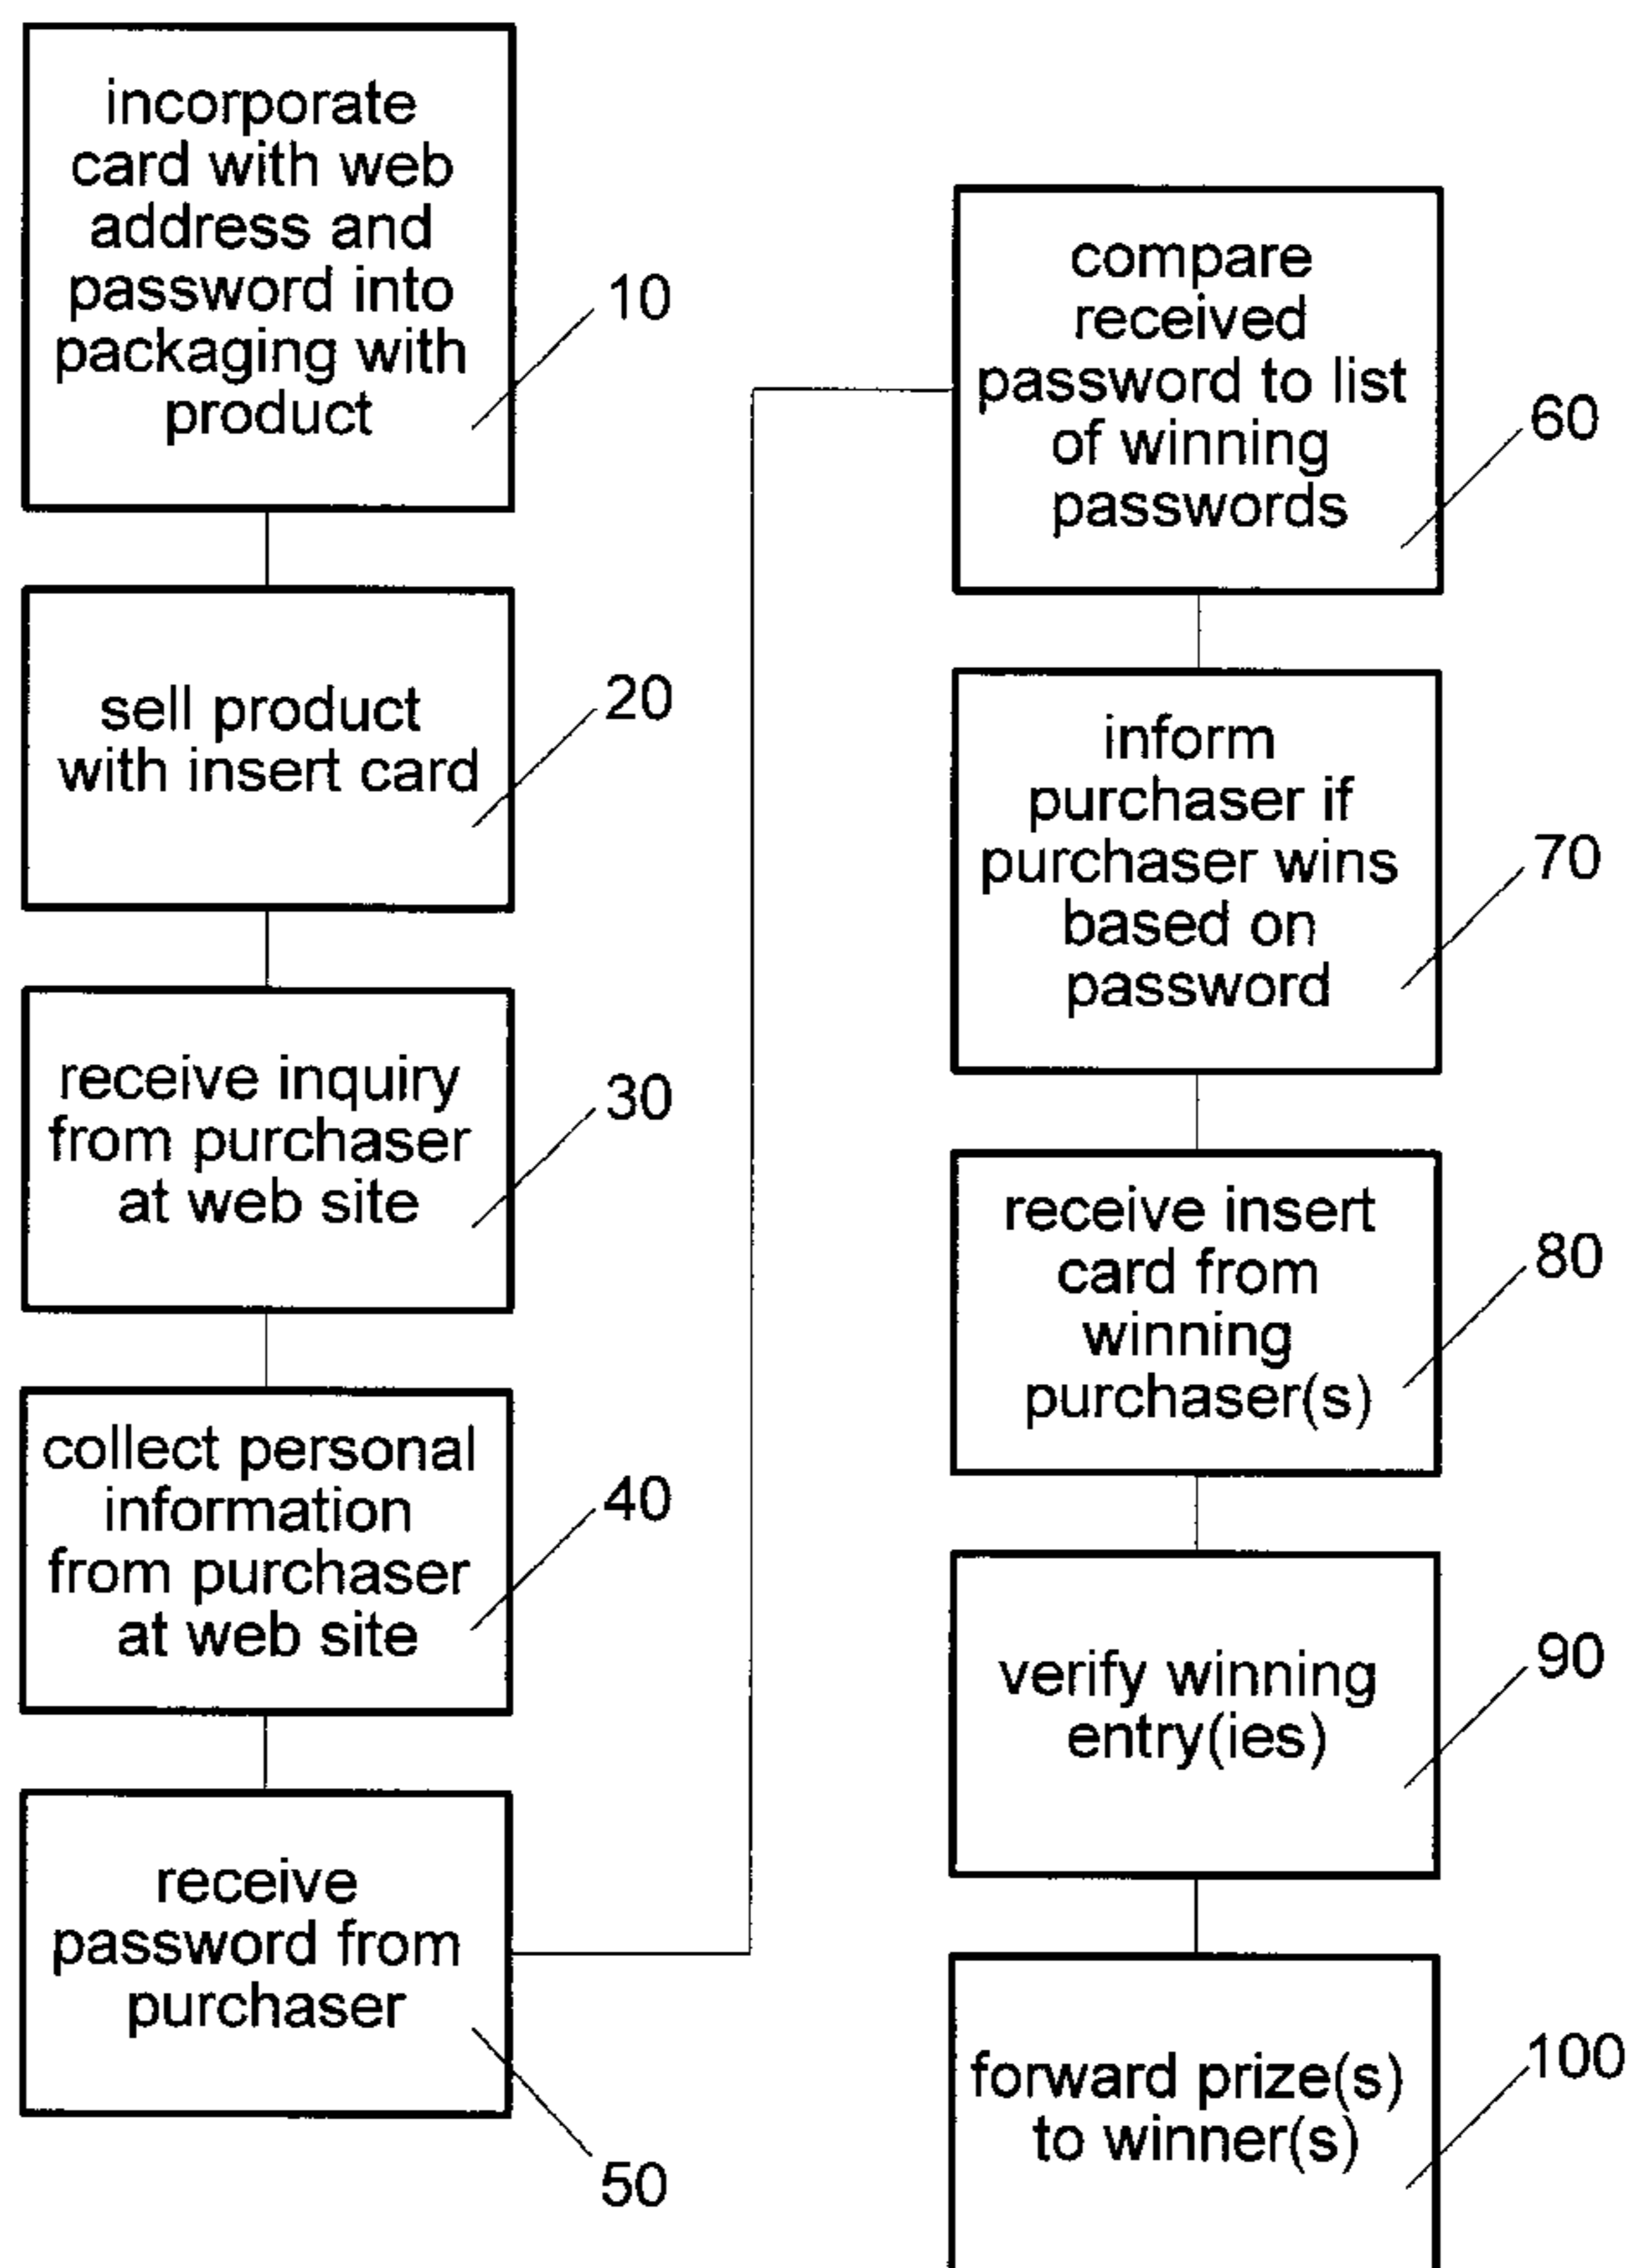 incorporate
card with web
address and
password into
packaging with
product
10
sell product
with insert card
20
receive inquiry
from purchaser
at web site
30
collect personal
information
from purchaser
at web site
40
receive
password from
purchaser
50
compare
received
password to list
of winning
passwords
60
inform
purchaser if
purchaser wins
based on
password
70
receive insert
card from
winning
purchaser(s)
80
verify winning
entry(ies)
90
forward prize(s)
to winner(s)
100